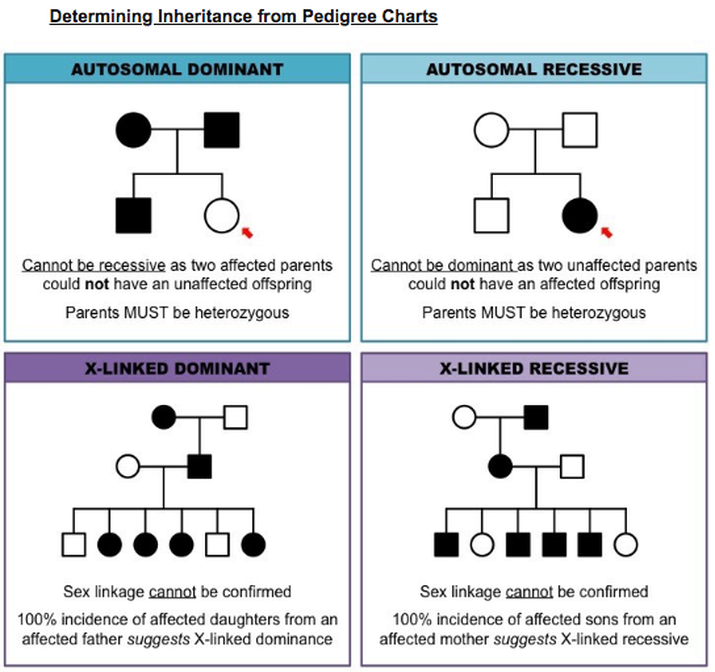 Determining Inheritance from Pedigree Charts
AUTOSOMAL DOMINANT
Cannot be recessive as two affected parents
could not have an unaffected offspring
Parents MUST be heterozygous
AUTOSOMAL RECESSIVE
Cannot be dominant as two unaffected parents
could not have an affected offspring
Parents MUST be heterozygous
X-LINKED DOMINANT
Sex linkage cannot be confirmed
100% incidence of affected daughters from an
affected father suggests X-linked dominance
X-LINKED RECESSIVE
Sex linkage cannot be confirmed
100% incidence of affected sons from an
affected mother suggests X-linked recessive